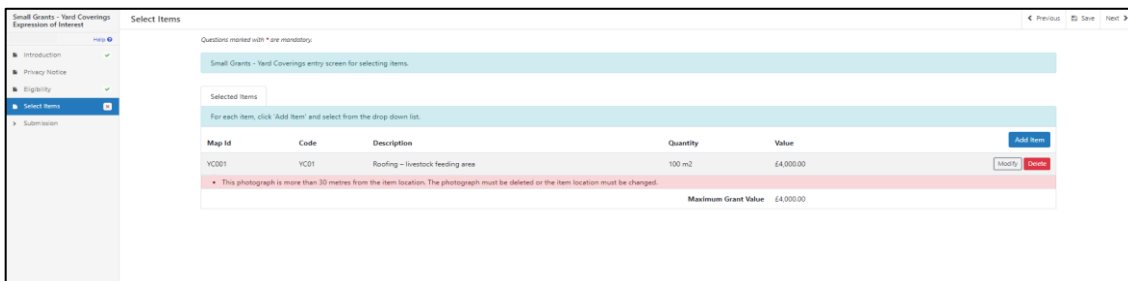 Small Grants - Yard Coverings
Expression of Interest
Select Items
Previous
Save
Next
Help
Questions marked with * are mandatory.
Introduction
Privacy Notice
Eligibility
Select Items
Submission
Small Grants - Yard Coverings entry screen for selecting items.
Selected Items
For each item, click 'Add Item' and select from the drop down list.
Map Id Code Description Quantity Value Add Item
YC001 YC01 Roofing – livestock feeding area 100 m2 £4,000.00 Modify Delete
• This photograph is more than 30 metres from the item location. The photograph must be deleted or the item location must be changed.
Maximum Grant Value £4,000.00